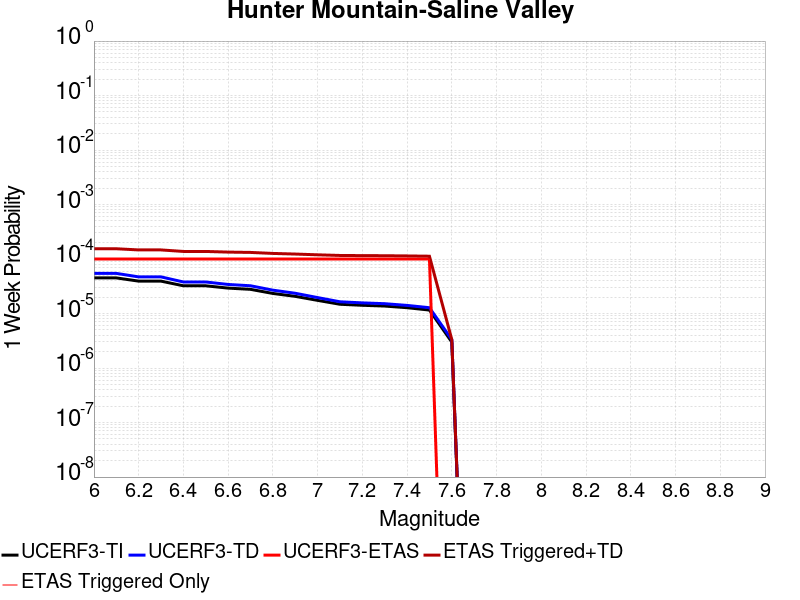 Hunter Mountain-Saline Valley
10^0
10^-1
10^-2
10^-3
10^-4
10^-5
10^-6
10^-7
10^-8
1 Week Probability
6 6.2 6.4 6.6 6.8 7 7.2 7.4 7.6 7.8 8 8.2 8.4 8.6 8.8 9
Magnitude
UCERF3-TI UCERF3-TD UCERF3-ETAS ETAS Triggered+TD
ETAS Triggered Only